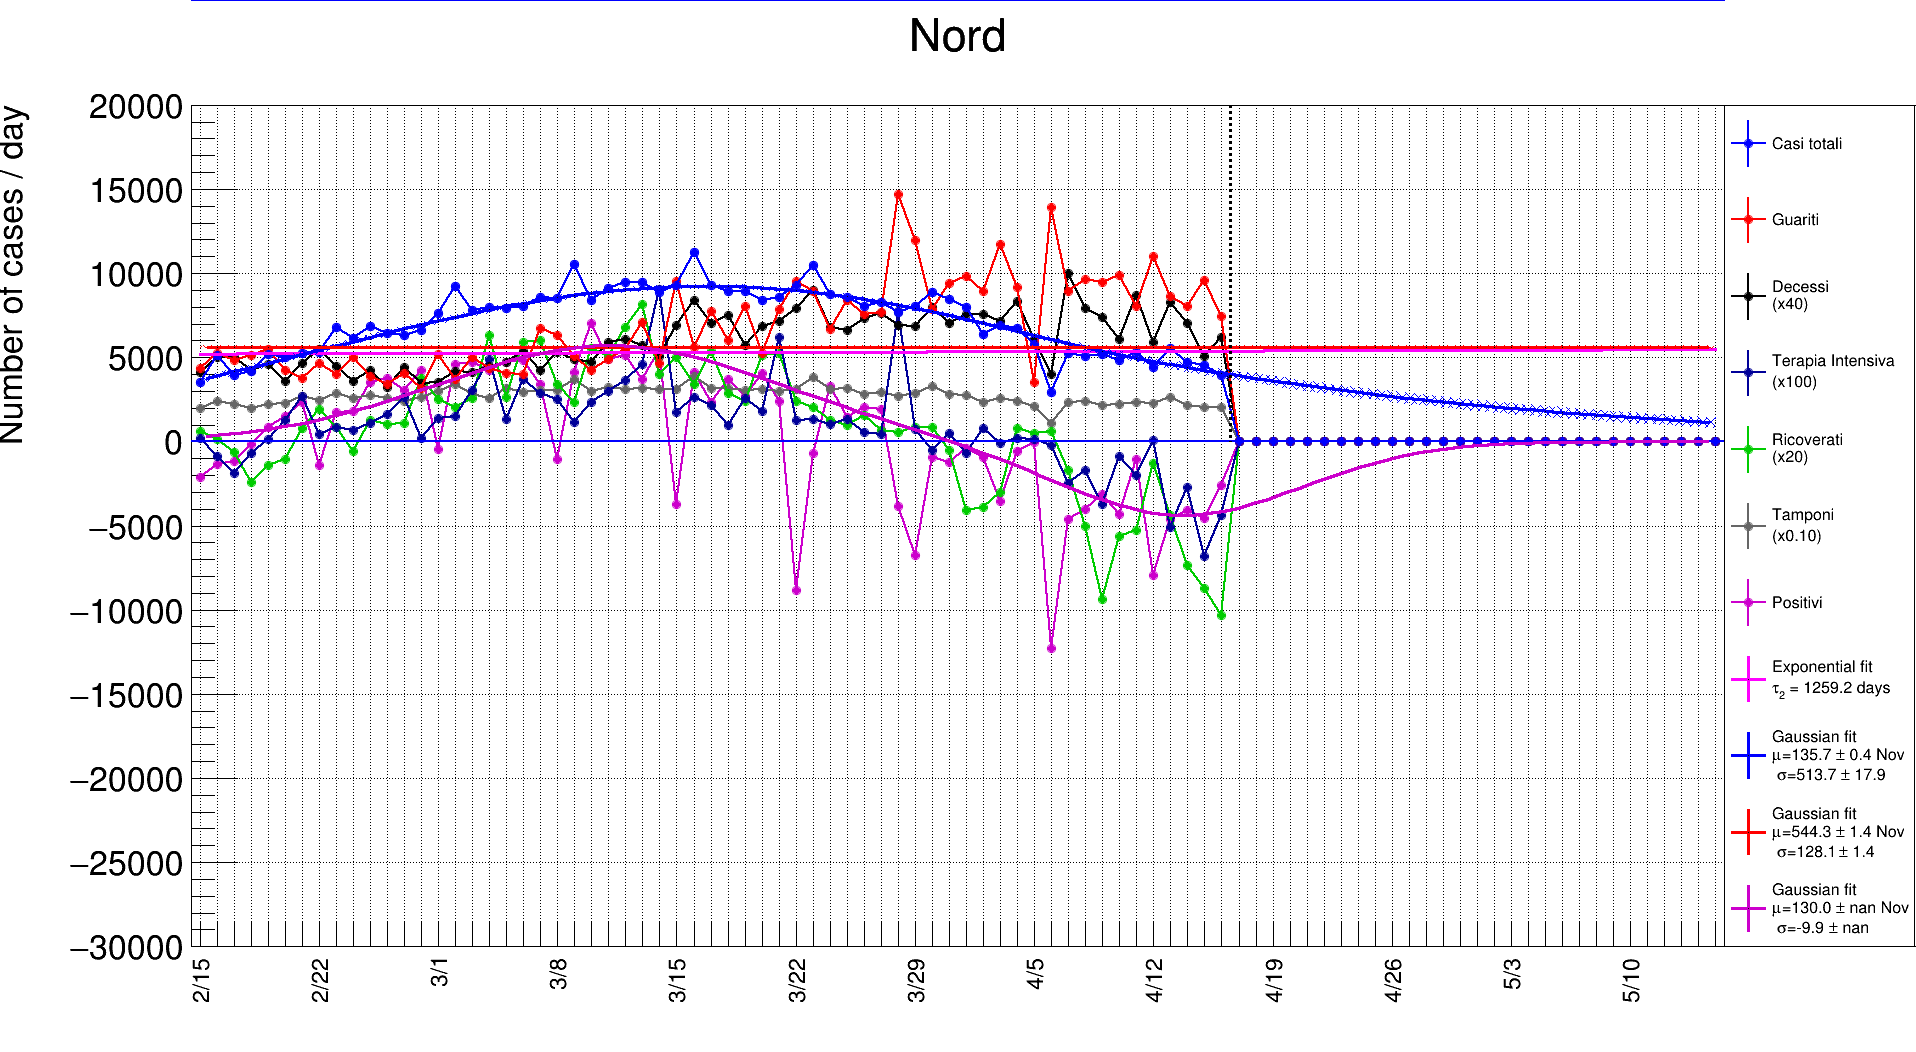 Nord
Number of cases / day
20000
15000
10000
5000
0
−5000
−10000
−15000
−20000
−25000
−30000
2/15
2/22
3/1
3/8
3/15
3/22
3/29
4/5
4/12
4/19
4/26
5/3
5/10
Casi totali
Guariti
Decessi
(x40)
Terapia Intensiva
(x100)
Ricoverati
(x20)
Tamponi
(x0.10)
Positivi
Exponential fit
τ2 = 1259.2 days
Gaussian fit
μ=135.7 ± 0.4 Nov
σ=513.7 ± 17.9
Gaussian fit
μ=544.3 ± 1.4 Nov
σ=128.1 ± 1.4
Gaussian fit
μ=130.0 ± nan Nov
σ=-9.9 ± nan